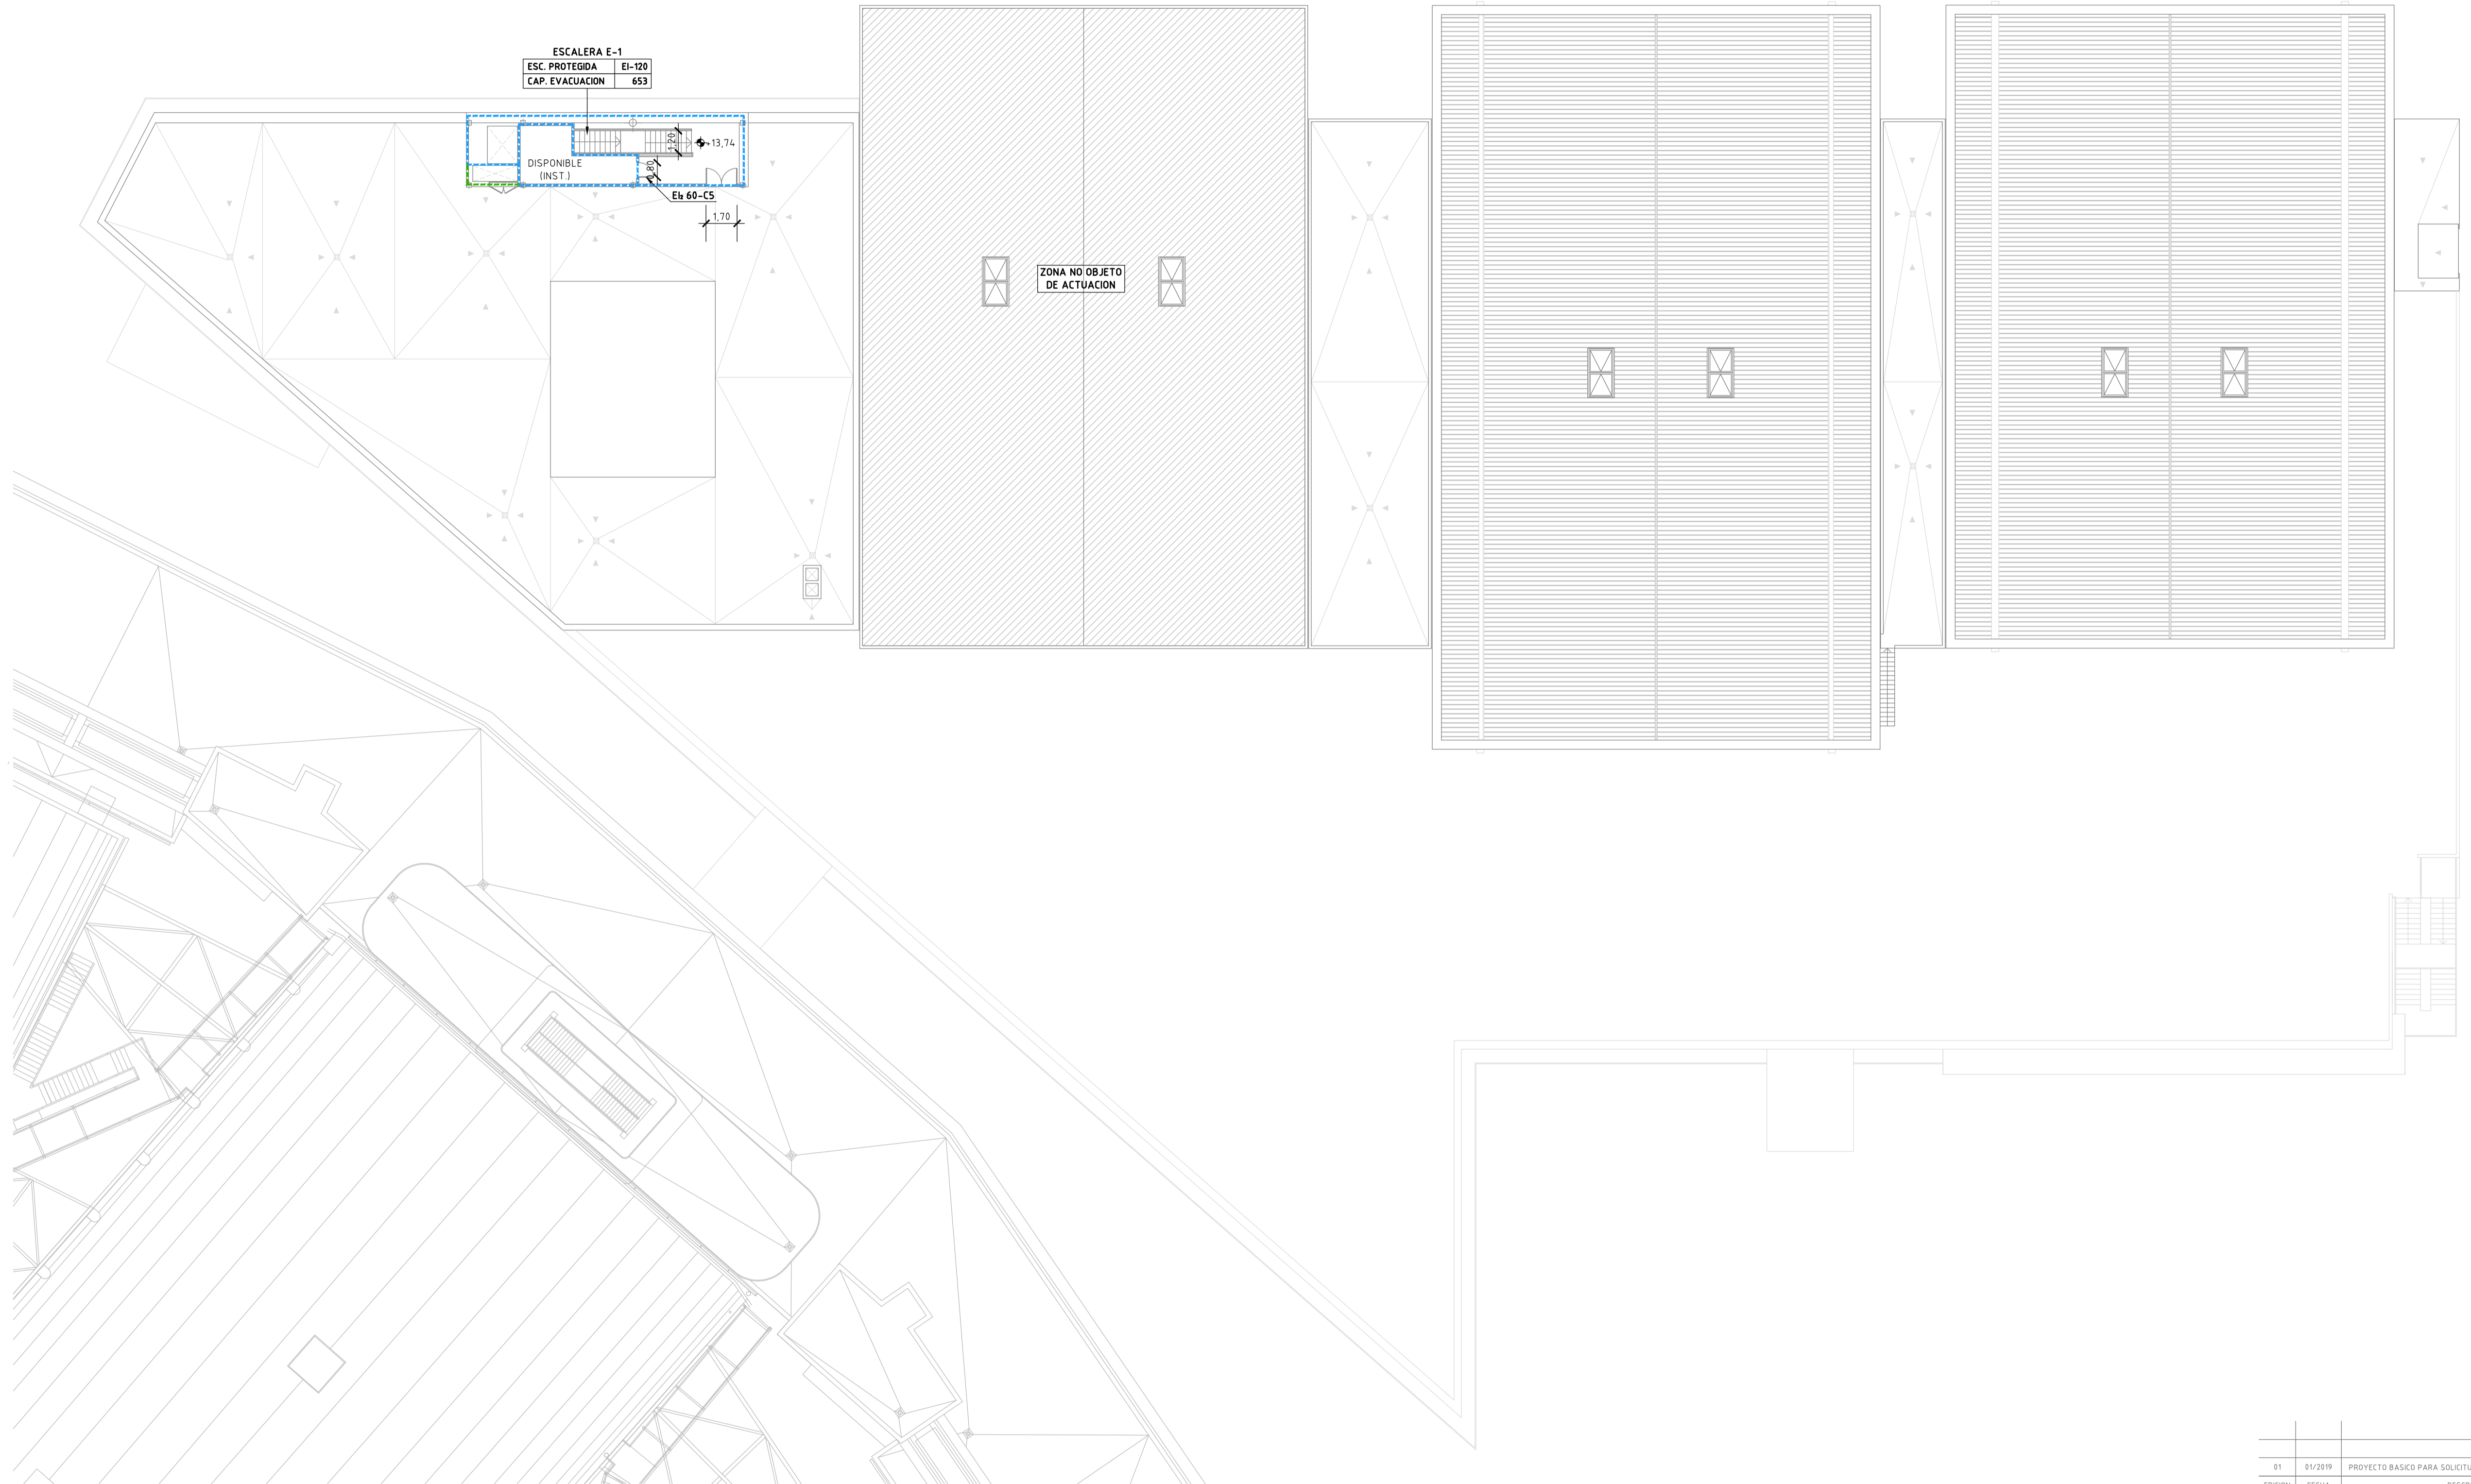 ESCALERA E-1
ESC. PROTEGIDA EI-120
CAP. EVACUACION 653
1,20
+13,74
DISPONIBLE
(INST.)
0,80
EI₂ 60-C5
1,70
ZONA NO OBJETO
DE ACTUACION
01 01/2019 PROYECTO BASICO PARA SOLICITU